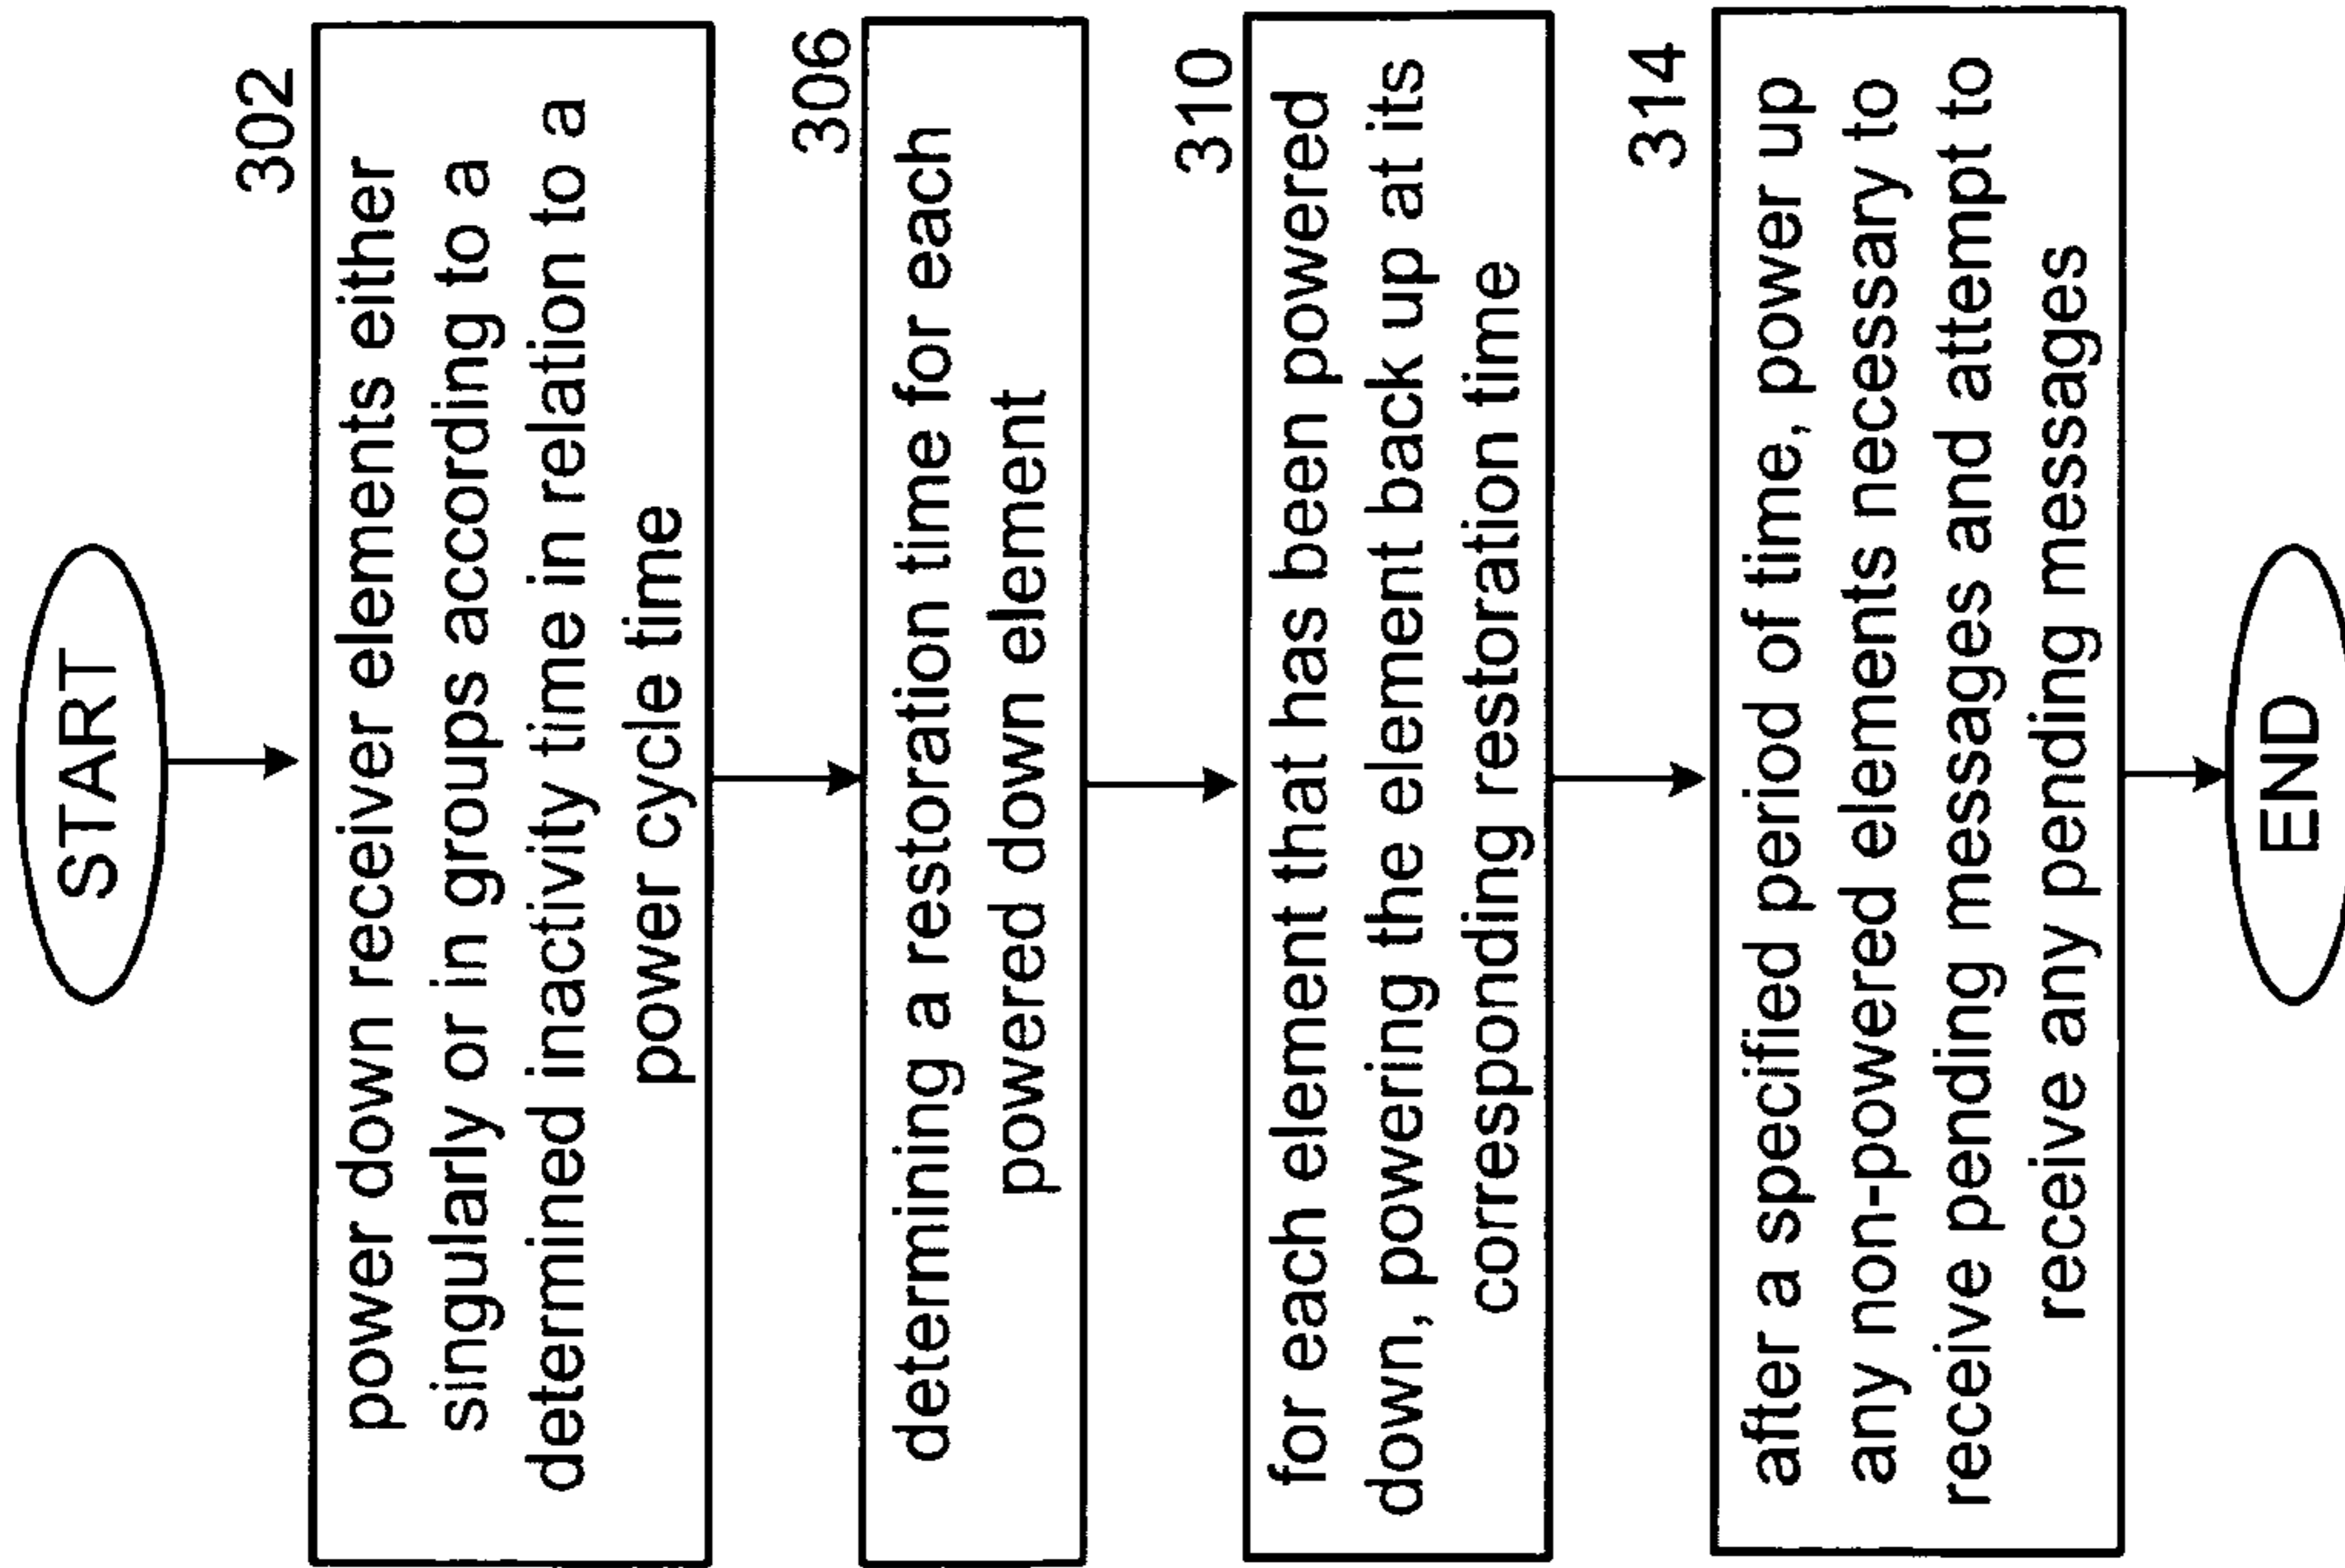 START
302
power down receiver elements either
singularly or in groups according to a
determined inactivity time in relation to a
power cycle time
306
determining a restoration time for each
powered down element
310
for each element that has been powered
down, powering the element back up at its
corresponding restoration time
314
after a specified period of time, power up
any non-powered elements necessary to
receive pending messages and attempt to
receive any pending messages
END